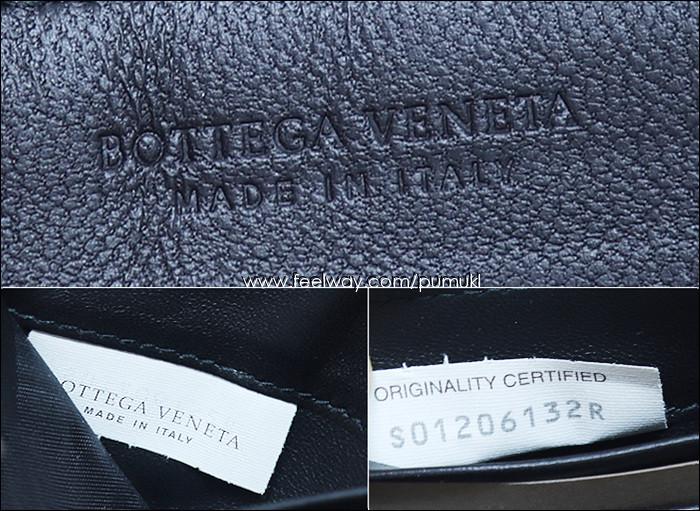 BOTTEGA VENETA
MADE IN ITALY
www.feelway.com/pumukl
BOTTEGA VENETA
MADE IN ITALY
ORIGINALITY CERTIFIED
S01206132R